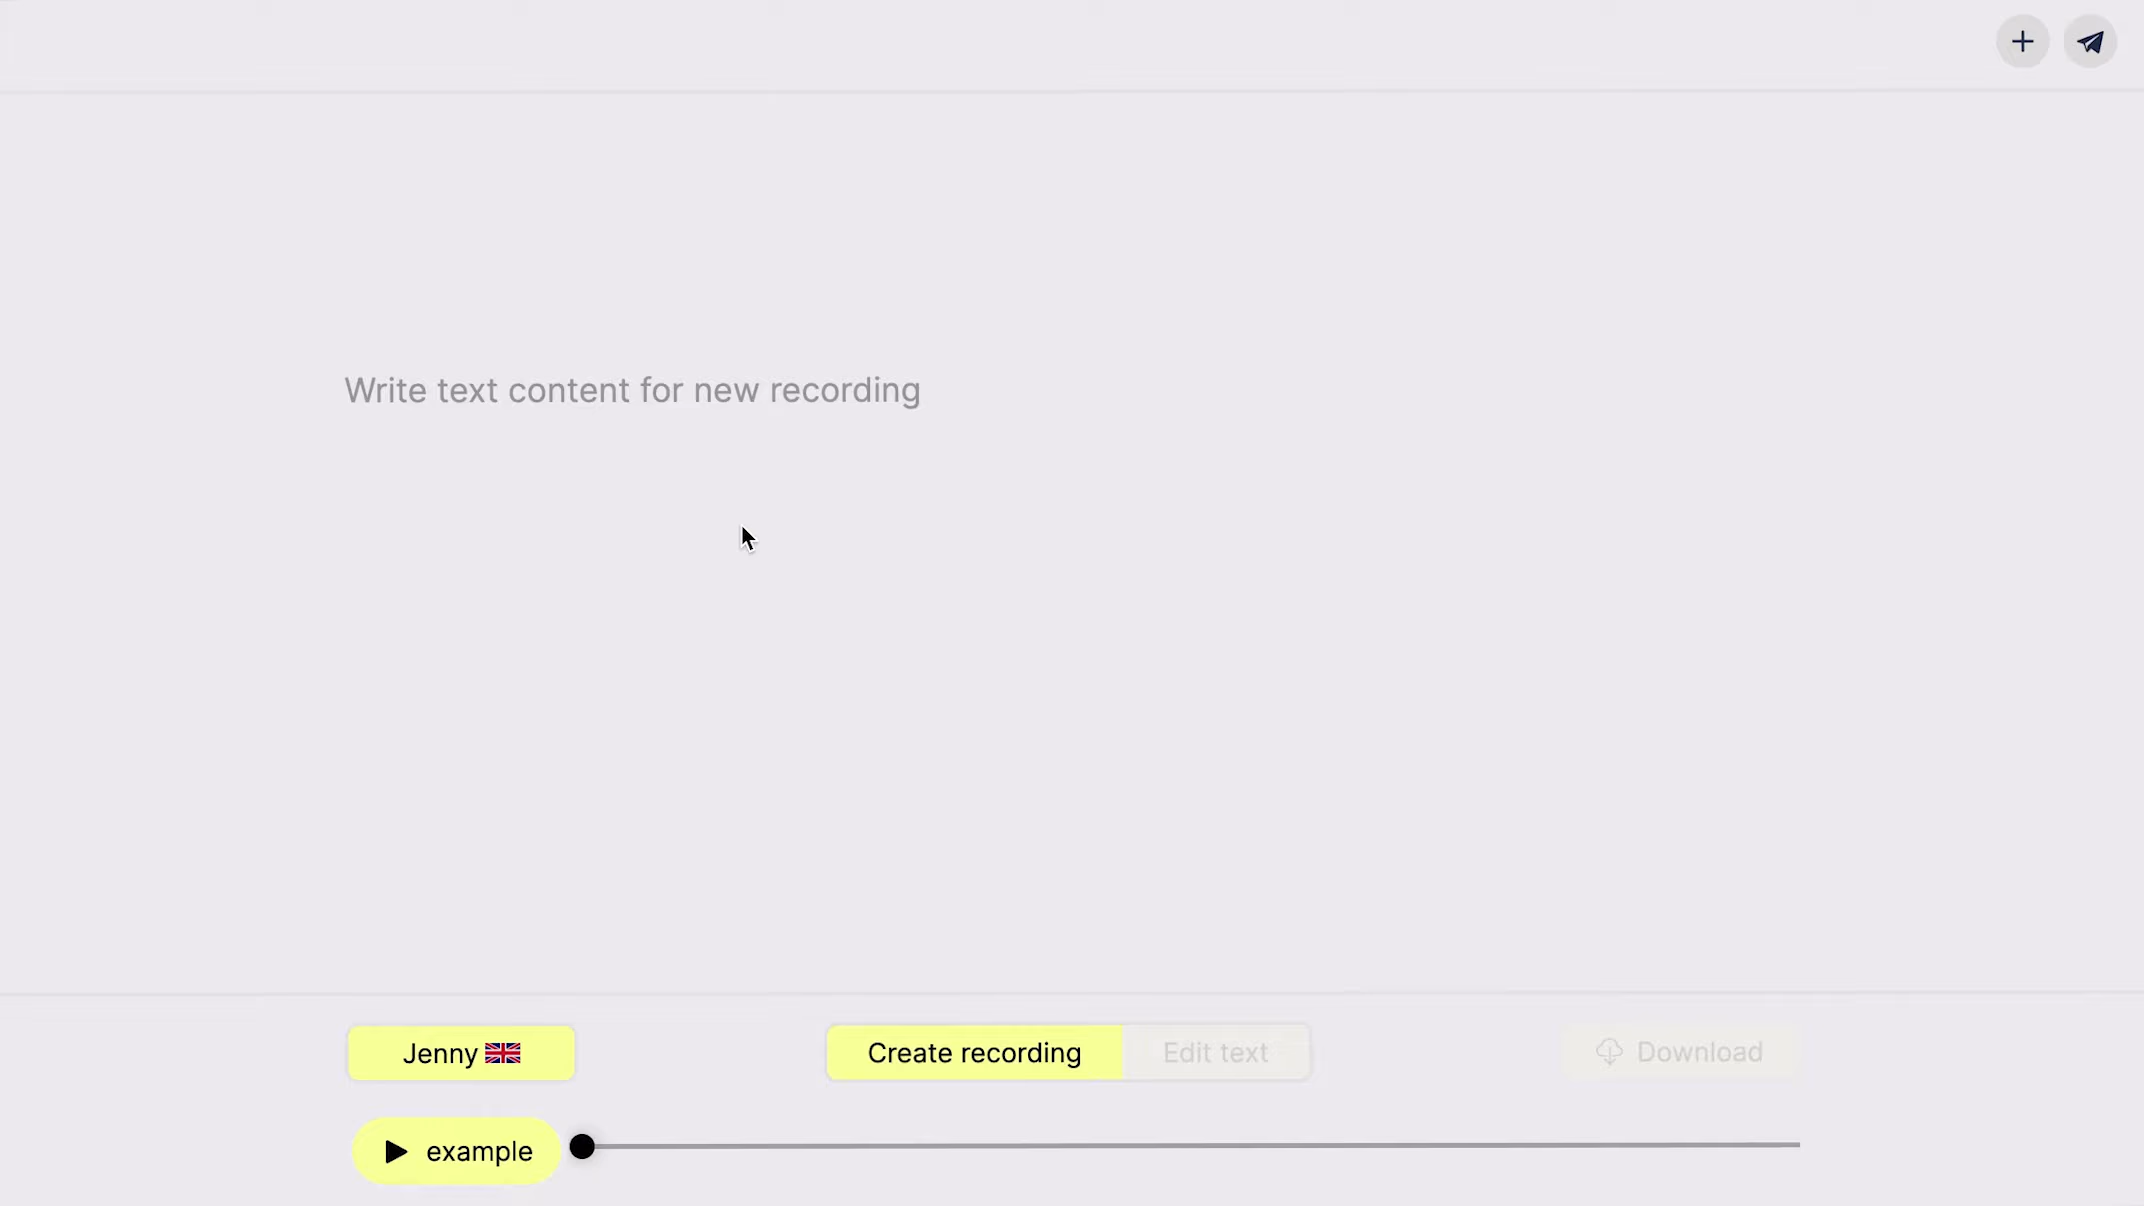 Write text content for new recording
Jenny
Create recording
Edit text
Download
example